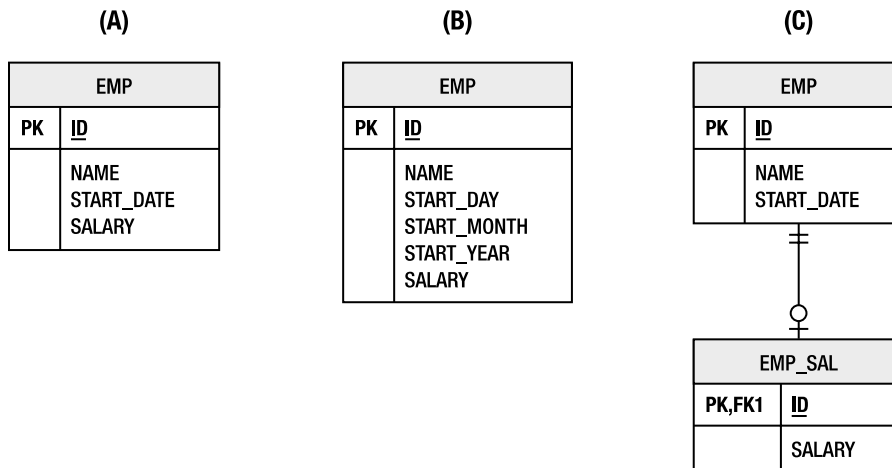 (A)
EMP
PK ID
NAME
START_DATE
SALARY
(B)
EMP
PK ID
NAME
START_DAY
START_MONTH
START_YEAR
SALARY
(C)
EMP
PK ID
NAME
START_DATE
EMP_SAL
PK,FK1 ID
SALARY